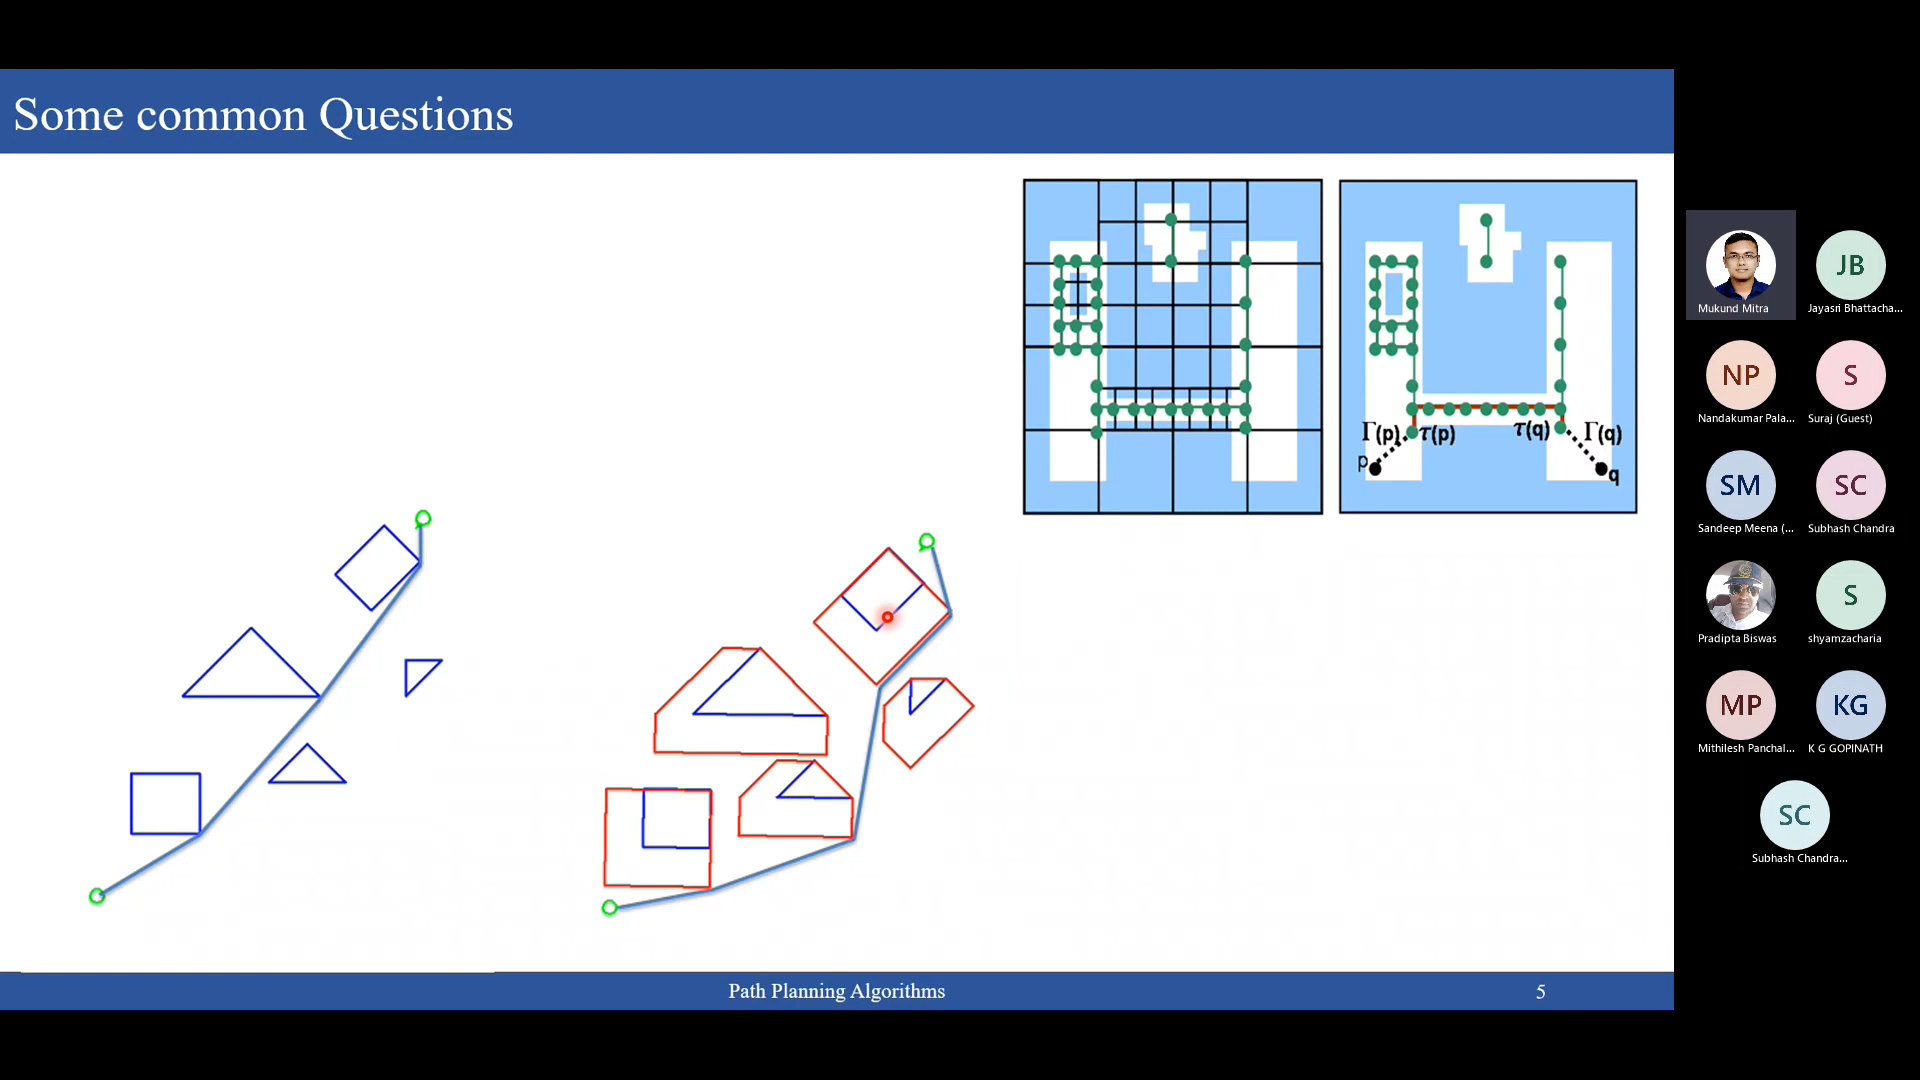 Some common Questions
Γ(p)
τ(p)
τ(q)
Γ(q)
p
q
Path Planning Algorithms
5
Mukund Mitra
JB
Jayasri Bhattacha...
NP
Nandakumar Pala...
S
Suraj (Guest)
SM
Sandeep Meena (...
SC
Subhash Chandra
Pradipta Biswas
S
shyamzacharia
MP
Mithilesh Panchal...
KG
K G GOPINATH
SC
Subhash Chandra...